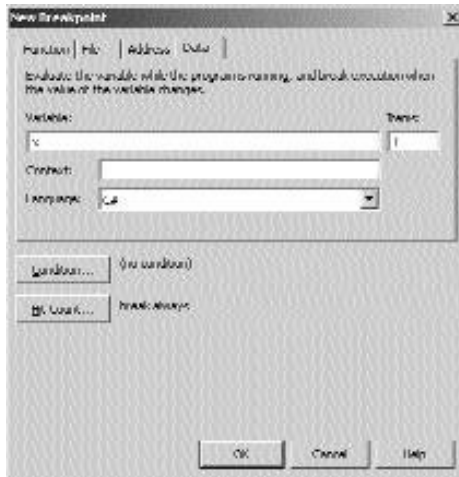 New Breakpoint
Function File Address Data
Evaluate the variable while the program is running, and break execution when
the value of the variable changes.
Variable: Items:
x 1
Context:
Language: C#
Condition... (no condition)
Hit Count... break always
OK Cancel Help